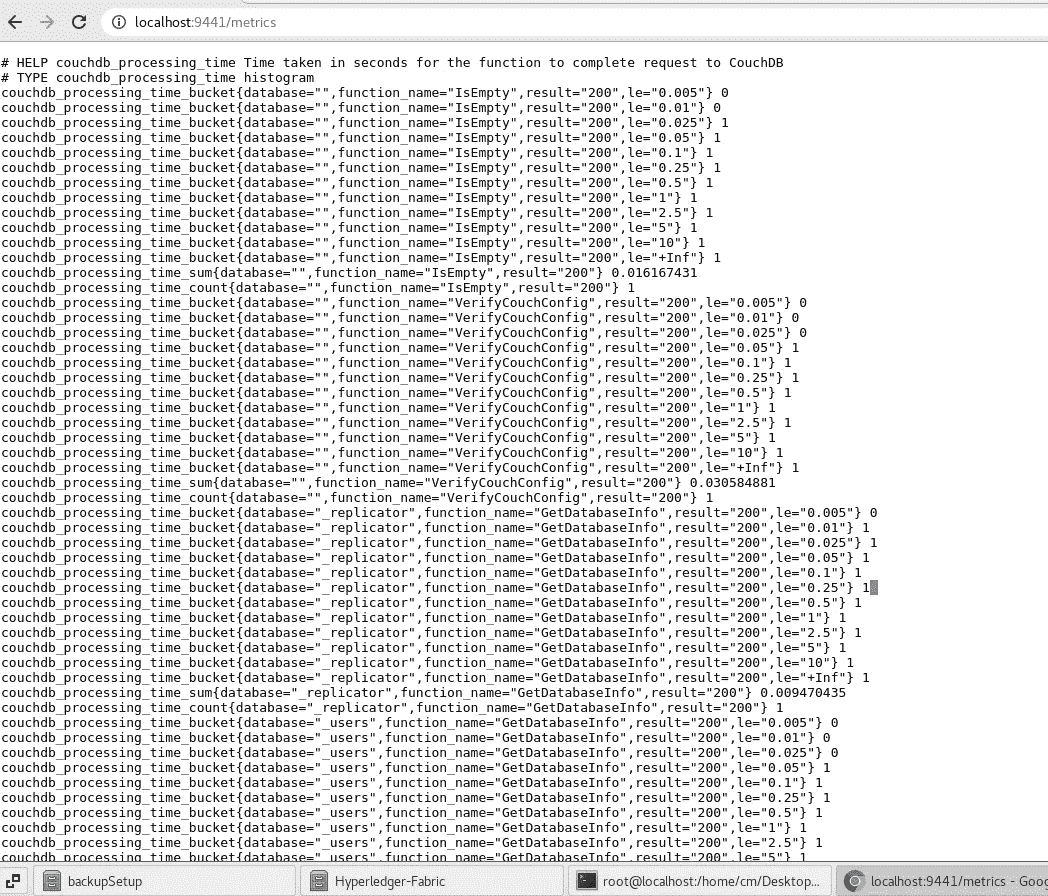 localhost:9441/metrics
# HELP couchdb_processing_time Time taken in seconds for the function to complete request to CouchDB
# TYPE couchdb_processing_time histogram
couchdb_processing_time_bucket{database="",function_name="IsEmpty",result="200",le="0.005"} 0
couchdb_processing_time_bucket{database="",function_name="IsEmpty",result="200",le="0.01"} 0
couchdb_processing_time_bucket{database="",function_name="IsEmpty",result="200",le="0.025"} 1
couchdb_processing_time_bucket{database="",function_name="IsEmpty",result="200",le="0.05"} 1
couchdb_processing_time_bucket{database="",function_name="IsEmpty",result="200",le="0.1"} 1
couchdb_processing_time_bucket{database="",function_name="IsEmpty",result="200",le="0.25"} 1
couchdb_processing_time_bucket{database="",function_name="IsEmpty",result="200",le="0.5"} 1
couchdb_processing_time_bucket{database="",function_name="IsEmpty",result="200",le="1"} 1
couchdb_processing_time_bucket{database="",function_name="IsEmpty",result="200",le="2.5"} 1
couchdb_processing_time_bucket{database="",function_name="IsEmpty",result="200",le="5"} 1
couchdb_processing_time_bucket{database="",function_name="IsEmpty",result="200",le="10"} 1
couchdb_processing_time_bucket{database="",function_name="IsEmpty",result="200",le="+Inf"} 1
couchdb_processing_time_sum{database="",function_name="IsEmpty",result="200"} 0.016167431
couchdb_processing_time_count{database="",function_name="IsEmpty",result="200"} 1
couchdb_processing_time_bucket{database="",function_name="VerifyCouchConfig",result="200",le="0.005"} 0
couchdb_processing_time_bucket{database="",function_name="VerifyCouchConfig",result="200",le="0.01"} 0
couchdb_processing_time_bucket{database="",function_name="VerifyCouchConfig",result="200",le="0.025"} 0
couchdb_processing_time_bucket{database="",function_name="VerifyCouchConfig",result="200",le="0.05"} 1
couchdb_processing_time_bucket{database="",function_name="VerifyCouchConfig",result="200",le="0.1"} 1
couchdb_processing_time_bucket{database="",function_name="VerifyCouchConfig",result="200",le="0.25"} 1
couchdb_processing_time_bucket{database="",function_name="VerifyCouchConfig",result="200",le="0.5"} 1
couchdb_processing_time_bucket{database="",function_name="VerifyCouchConfig",result="200",le="1"} 1
couchdb_processing_time_bucket{database="",function_name="VerifyCouchConfig",result="200",le="2.5"} 1
couchdb_processing_time_bucket{database="",function_name="VerifyCouchConfig",result="200",le="5"} 1
couchdb_processing_time_bucket{database="",function_name="VerifyCouchConfig",result="200",le="10"} 1
couchdb_processing_time_bucket{database="",function_name="VerifyCouchConfig",result="200",le="+Inf"} 1
couchdb_processing_time_sum{database="",function_name="VerifyCouchConfig",result="200"} 0.030584881
couchdb_processing_time_count{database="",function_name="VerifyCouchConfig",result="200"} 1
couchdb_processing_time_bucket{database="_replicator",function_name="GetDatabaseInfo",result="200",le="0.005"} 0
couchdb_processing_time_bucket{database="_replicator",function_name="GetDatabaseInfo",result="200",le="0.01"} 1
couchdb_processing_time_bucket{database="_replicator",function_name="GetDatabaseInfo",result="200",le="0.025"} 1
couchdb_processing_time_bucket{database="_replicator",function_name="GetDatabaseInfo",result="200",le="0.05"} 1
couchdb_processing_time_bucket{database="_replicator",function_name="GetDatabaseInfo",result="200",le="0.1"} 1
couchdb_processing_time_bucket{database="_replicator",function_name="GetDatabaseInfo",result="200",le="0.25"} 1
couchdb_processing_time_bucket{database="_replicator",function_name="GetDatabaseInfo",result="200",le="0.5"} 1
couchdb_processing_time_bucket{database="_replicator",function_name="GetDatabaseInfo",result="200",le="1"} 1
couchdb_processing_time_bucket{database="_replicator",function_name="GetDatabaseInfo",result="200",le="2.5"} 1
couchdb_processing_time_bucket{database="_replicator",function_name="GetDatabaseInfo",result="200",le="5"} 1
couchdb_processing_time_bucket{database="_replicator",function_name="GetDatabaseInfo",result="200",le="10"} 1
couchdb_processing_time_bucket{database="_replicator",function_name="GetDatabaseInfo",result="200",le="+Inf"} 1
couchdb_processing_time_sum{database="_replicator",function_name="GetDatabaseInfo",result="200"} 0.009470435
couchdb_processing_time_count{database="_replicator",function_name="GetDatabaseInfo",result="200"} 1
couchdb_processing_time_bucket{database="_users",function_name="GetDatabaseInfo",result="200",le="0.005"} 0
couchdb_processing_time_bucket{database="_users",function_name="GetDatabaseInfo",result="200",le="0.01"} 0
couchdb_processing_time_bucket{database="_users",function_name="GetDatabaseInfo",result="200",le="0.025"} 0
couchdb_processing_time_bucket{database="_users",function_name="GetDatabaseInfo",result="200",le="0.05"} 1
couchdb_processing_time_bucket{database="_users",function_name="GetDatabaseInfo",result="200",le="0.1"} 1
couchdb_processing_time_bucket{database="_users",function_name="GetDatabaseInfo",result="200",le="0.25"} 1
couchdb_processing_time_bucket{database="_users",function_name="GetDatabaseInfo",result="200",le="0.5"} 1
couchdb_processing_time_bucket{database="_users",function_name="GetDatabaseInfo",result="200",le="1"} 1
couchdb_processing_time_bucket{database="_users",function_name="GetDatabaseInfo",result="200",le="2.5"} 1
couchdb_processing_time_bucket{database="_users",function_name="GetDatabaseInfo",result="200",le="5"} 1
backupSetup Hyperledger-Fabric root@localhost:/home/cm/Desktop... localhost:9441/metrics - Goo